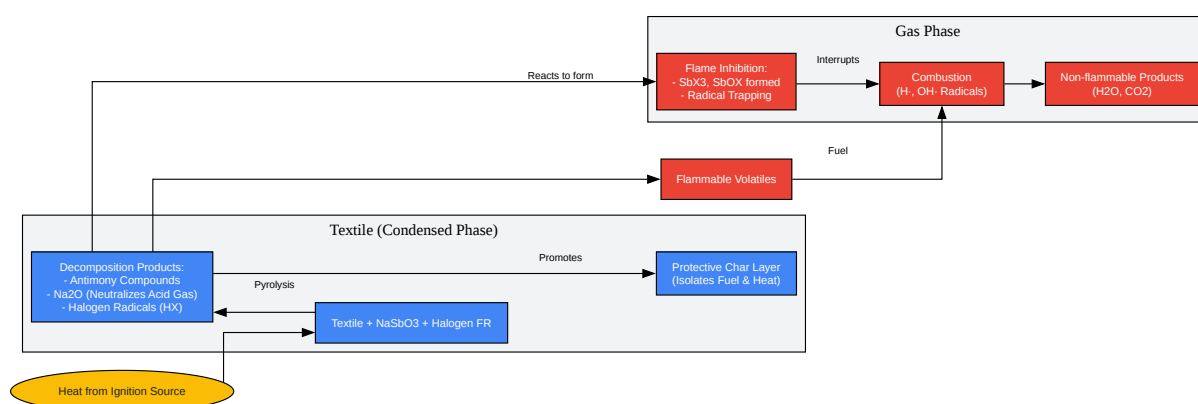 Gas Phase
Flame Inhibition:
- SbX3, SbOX formed
- Radical Trapping
Interrupts
Combustion
(H·, OH· Radicals)
Non-flammable Products
(H2O, CO2)
Reacts to form
Fuel
Flammable Volatiles
Textile (Condensed Phase)
Decomposition Products:
- Antimony Compounds
- Na2O (Neutralizes Acid Gas)
- Halogen Radicals (HX)
Promotes
Protective Char Layer
(Isolates Fuel & Heat)
Pyrolysis
Textile + NaSbO3 + Halogen FR
Heat from Ignition Source